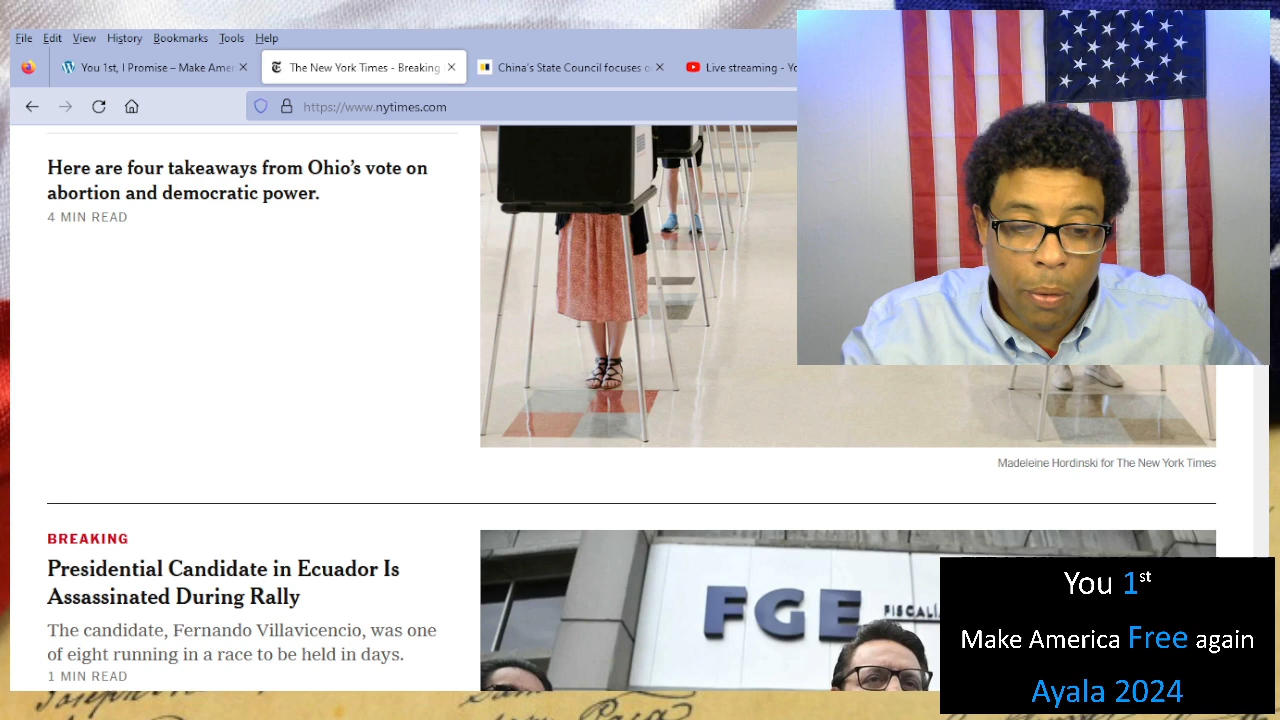 File Edit View History Bookmarks Tools Help
You 1st, I Promise – Make Amer
The New York Times - Breaking
China's State Council focuses o
Live streaming - Yo
https://www.nytimes.com
Here are four takeaways from Ohio's vote on
abortion and democratic power.
4 MIN READ
Madeleine Hordinski for The New York Times
BREAKING
Presidential Candidate in Ecuador Is
Assassinated During Rally
The candidate, Fernando Villavicencio, was one
of eight running in a race to be held in days.
1 MIN READ
FGE FISCALÍA
You 1st
Make America Free again
Ayala 2024